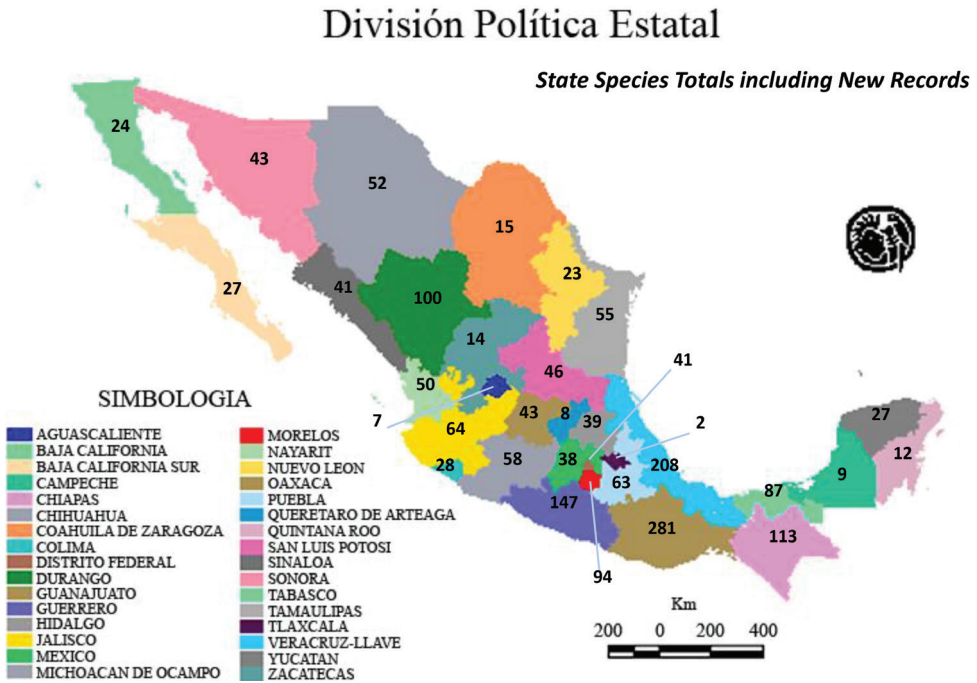 División Política Estatal
State Species Totals including New Records
24
43
52
15
23
27
41
100
55
14
46
41
50
7
43
8
39
2
64
27
12
28
58
38
208
9
63
87
147
281
113
94
SIMBOLOGIA
AGUASCALIENTE
BAJA CALIFORNIA
BAJA CALIFORNIA SUR
CAMPECHE
CHIAPAS
CHIHUAHUA
COAHUILA DE ZARAGOZA
COLIMA
DISTRITO FEDERAL
DURANGO
GUANAJUATO
GUERRERO
HIDALGO
JALISCO
MEXICO
MICHOACAN DE OCAMPO
MORELOS
NAYARIT
NUEVO LEON
OAXACA
PUEBLA
QUERETARO DE ARTEAGA
QUINTANA ROO
SAN LUIS POTOSI
SINALOA
SONORA
TABASCO
TAMAULIPAS
TLAXCALA
VERACRUZ-LLAVE
YUCATAN
ZACATECAS
Km
200 0 200 400